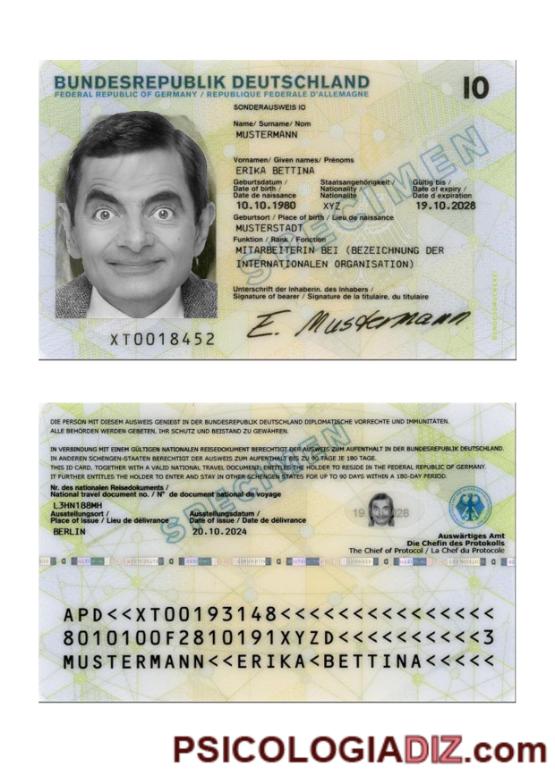 BUNDESREPUBLIK DEUTSCHLAND
IO
FEDERAL REPUBLIC OF GERMANY / REPUBLIQUE FEDERALE D'ALLEMAGNE
SONDERAUSWEIS IO
Name/ Surname/ Nom
MUSTERMANN
Vornamen/ Given names/ Prénoms
ERIKA BETTINA
Geburtsdatum / Staatsangehörigkeit / Gültig bis /
Date of birth / Nationality / Date of expiry /
Date de naissance Nationalité Date d expiration
10.10.1980 XYZ 19.10.2028
Geburtsort / Place of birth / Lieu de naissance
MUSTERSTADT
Funktion / Rank / Fonction
MITARBEITERIN BEI (BEZEICHNUNG DER
INTERNATIONALEN ORGANISATION)
Unterschrift der Inhaberin. des Inhabers /
Signature of bearer / Signature de la titulaire, du titulaire
E. Mustermann
XT0018452
SPECIMEN
DIE PERSON MIT DIESEM AUSWEIS GENIEßT IN DER BUNDESREPUBLIK DEUTSCHLAND DIPLOMATISCHE VORRECHTE UND IMMUNITÄTEN.
ALLE BEHÖRDEN WERDEN GEBETEN, IHR SCHUTZ UND BEISTAND ZU GEWÄHREN.
IN VERBINDUNG MIT EINEM GÜLTIGEN NATIONALEN REISEDOKUMENT BERECHTIGT DER AUSWEIS ZUM AUFENTHALT IN DER BUNDESREPUBLIK DEUTSCHLAND.
IN ANDEREN SCHENGEN-STAATEN BERECHTIGT DER AUSWEIS ZUM AUFENTHALT BIS ZU 90 TAGE JE 180 TAGE.
THIS ID CARD, TOGETHER WITH A VALID NATIONAL TRAVEL DOCUMENT, ENTITLES THE HOLDER TO RESIDE IN THE FEDERAL REPUBLIC OF GERMANY.
IT FURTHER ENTITLES THE HOLDER TO ENTER AND STAY IN OTHER SCHENGEN STATES FOR UP TO 90 DAYS WITHIN A 180-DAY PERIOD.
Nr. des nationalen Reisedokuments /
National travel document no. / N° de document national de voyage
L3HN188MH
Ausstellungsort / Ausstellungsdatum /
Place of issue / Lieu de délivrance Date of issue / Date de délivrance
BERLIN 20.10.2024
SPECIMEN
Auswärtiges Amt
Die Chefin des Protokolls
The Chief of Protocol / La Chef du Protocole
APD<<XT00193148<<<<<<<<<<<<<<<
8010100F2810191XYZD<<<<<<<<<<3
MUSTERMANN<<ERIKA<BETTINA<<<<<
PSICOLOGIADIZ.com